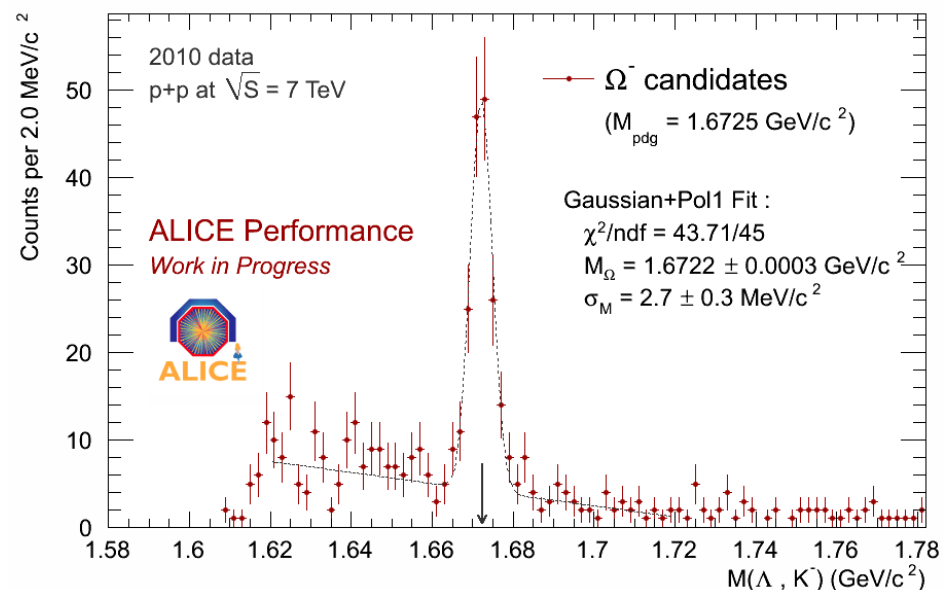 2010 data
p+p at √S = 7 TeV
Ω⁻ candidates
(M_pdg = 1.6725 GeV/c²)
Gaussian+Pol1 Fit :
χ²/ndf = 43.71/45
M_Ω = 1.6722 ± 0.0003 GeV/c²
σ_M = 2.7 ± 0.3 MeV/c²
ALICE Performance
Work in Progress
ALICE
Counts per 2.0 MeV/c²
50
40
30
20
10
0
1.58 1.6 1.62 1.64 1.66 1.68 1.7 1.72 1.74 1.76 1.78
M(Λ , K⁻) (GeV/c²)